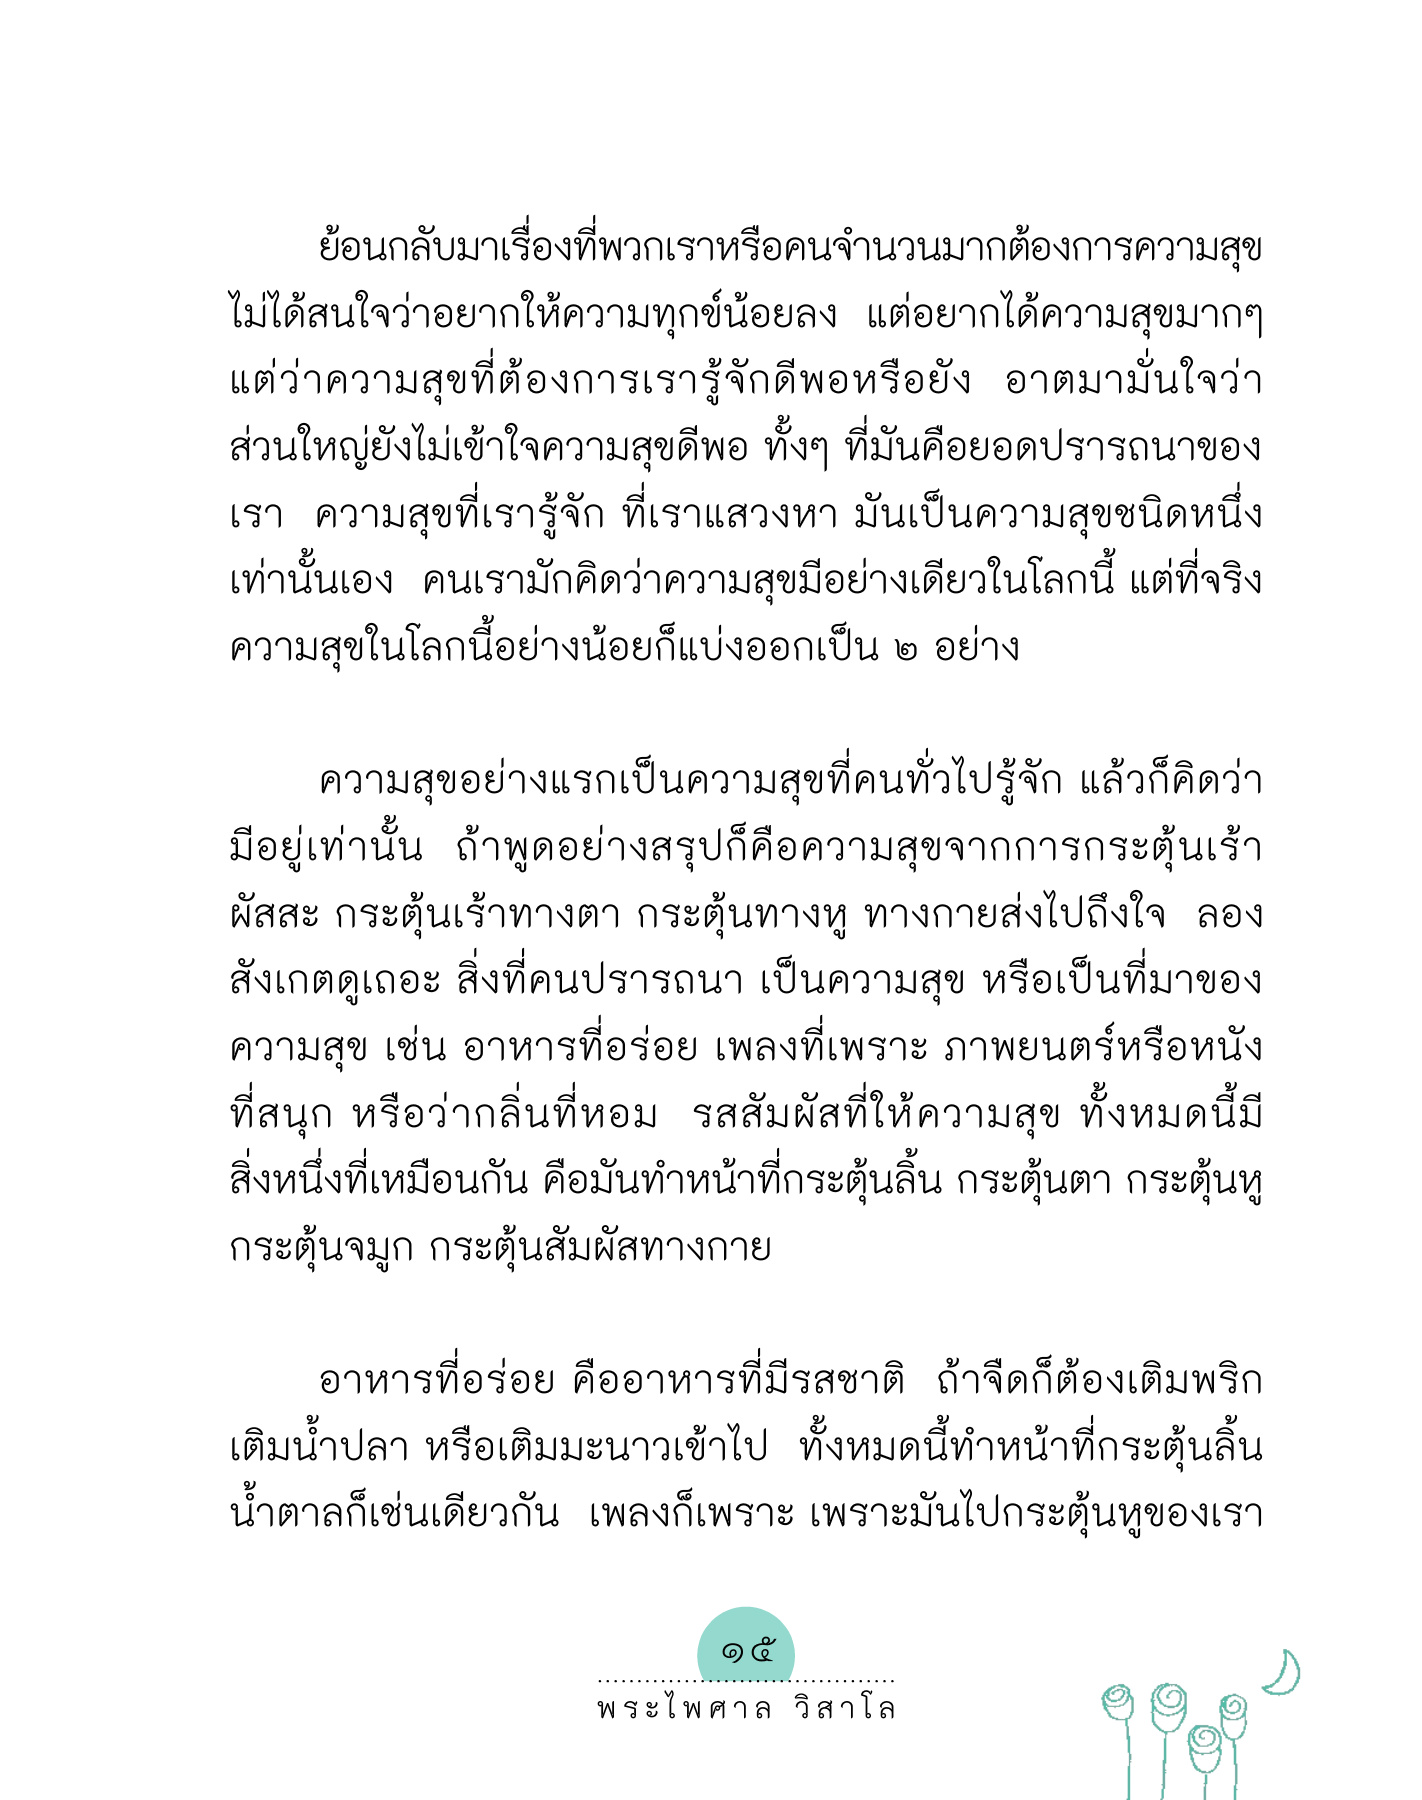 ย้อนกลับมาเรื่องที่พวกเราหรือคนจำนวนมากต้องการความสุข
ไม่ได้สนใจว่าอยากให้ความทุกข์น้อยลง แต่อยากได้ความสุขมากๆ
แต่ว่าความสุขที่ต้องการเรารู้จักดีพอหรือยัง อาตมามั่นใจว่า
ส่วนใหญ่ยังไม่เข้าใจความสุขดีพอ ทั้งๆ ที่มันคือยอดปรารถนาของ
เรา ความสุขที่เรารู้จัก ที่เราแสวงหา มันเป็นความสุขชนิดหนึ่ง
เท่านั้นเอง คนเรามักคิดว่าความสุขมีอย่างเดียวในโลกนี้ แต่ที่จริง
ความสุขในโลกนี้อย่างน้อยก็แบ่งออกเป็น ๒ อย่าง
ความสุขอย่างแรกเป็นความสุขที่คนทั่วไปรู้จัก แล้วก็คิดว่า
มีอยู่เท่านั้น ถ้าพูดอย่างสรุปก็คือความสุขจากการกระตุ้นเร้า
ผัสสะ กระตุ้นเร้าทางตา กระตุ้นทางหู ทางกายส่งไปถึงใจ ลอง
สังเกตดูเถอะ สิ่งที่คนปรารถนา เป็นความสุข หรือเป็นที่มาของ
ความสุข เช่น อาหารที่อร่อย เพลงที่เพราะ ภาพยนตร์หรือหนัง
ที่สนุก หรือว่ากลิ่นที่หอม รสสัมผัสที่ให้ความสุข ทั้งหมดนี้มี
สิ่งหนึ่งที่เหมือนกัน คือมันทำหน้าที่กระตุ้นลิ้น กระตุ้นตา กระตุ้นหู
กระตุ้นจมูก กระตุ้นสัมผัสทางกาย
อาหารที่อร่อย คืออาหารที่มีรสชาติ ถ้าจืดก็ต้องเติมพริก
เติมน้ำปลา หรือเติมมะนาวเข้าไป ทั้งหมดนี้ทำหน้าที่กระตุ้นลิ้น
น้ำตาลก็เช่นเดียวกัน เพลงก็เพราะ เพราะมันไปกระตุ้นหูของเรา
๑๕
พระไพศาล วิสาโล